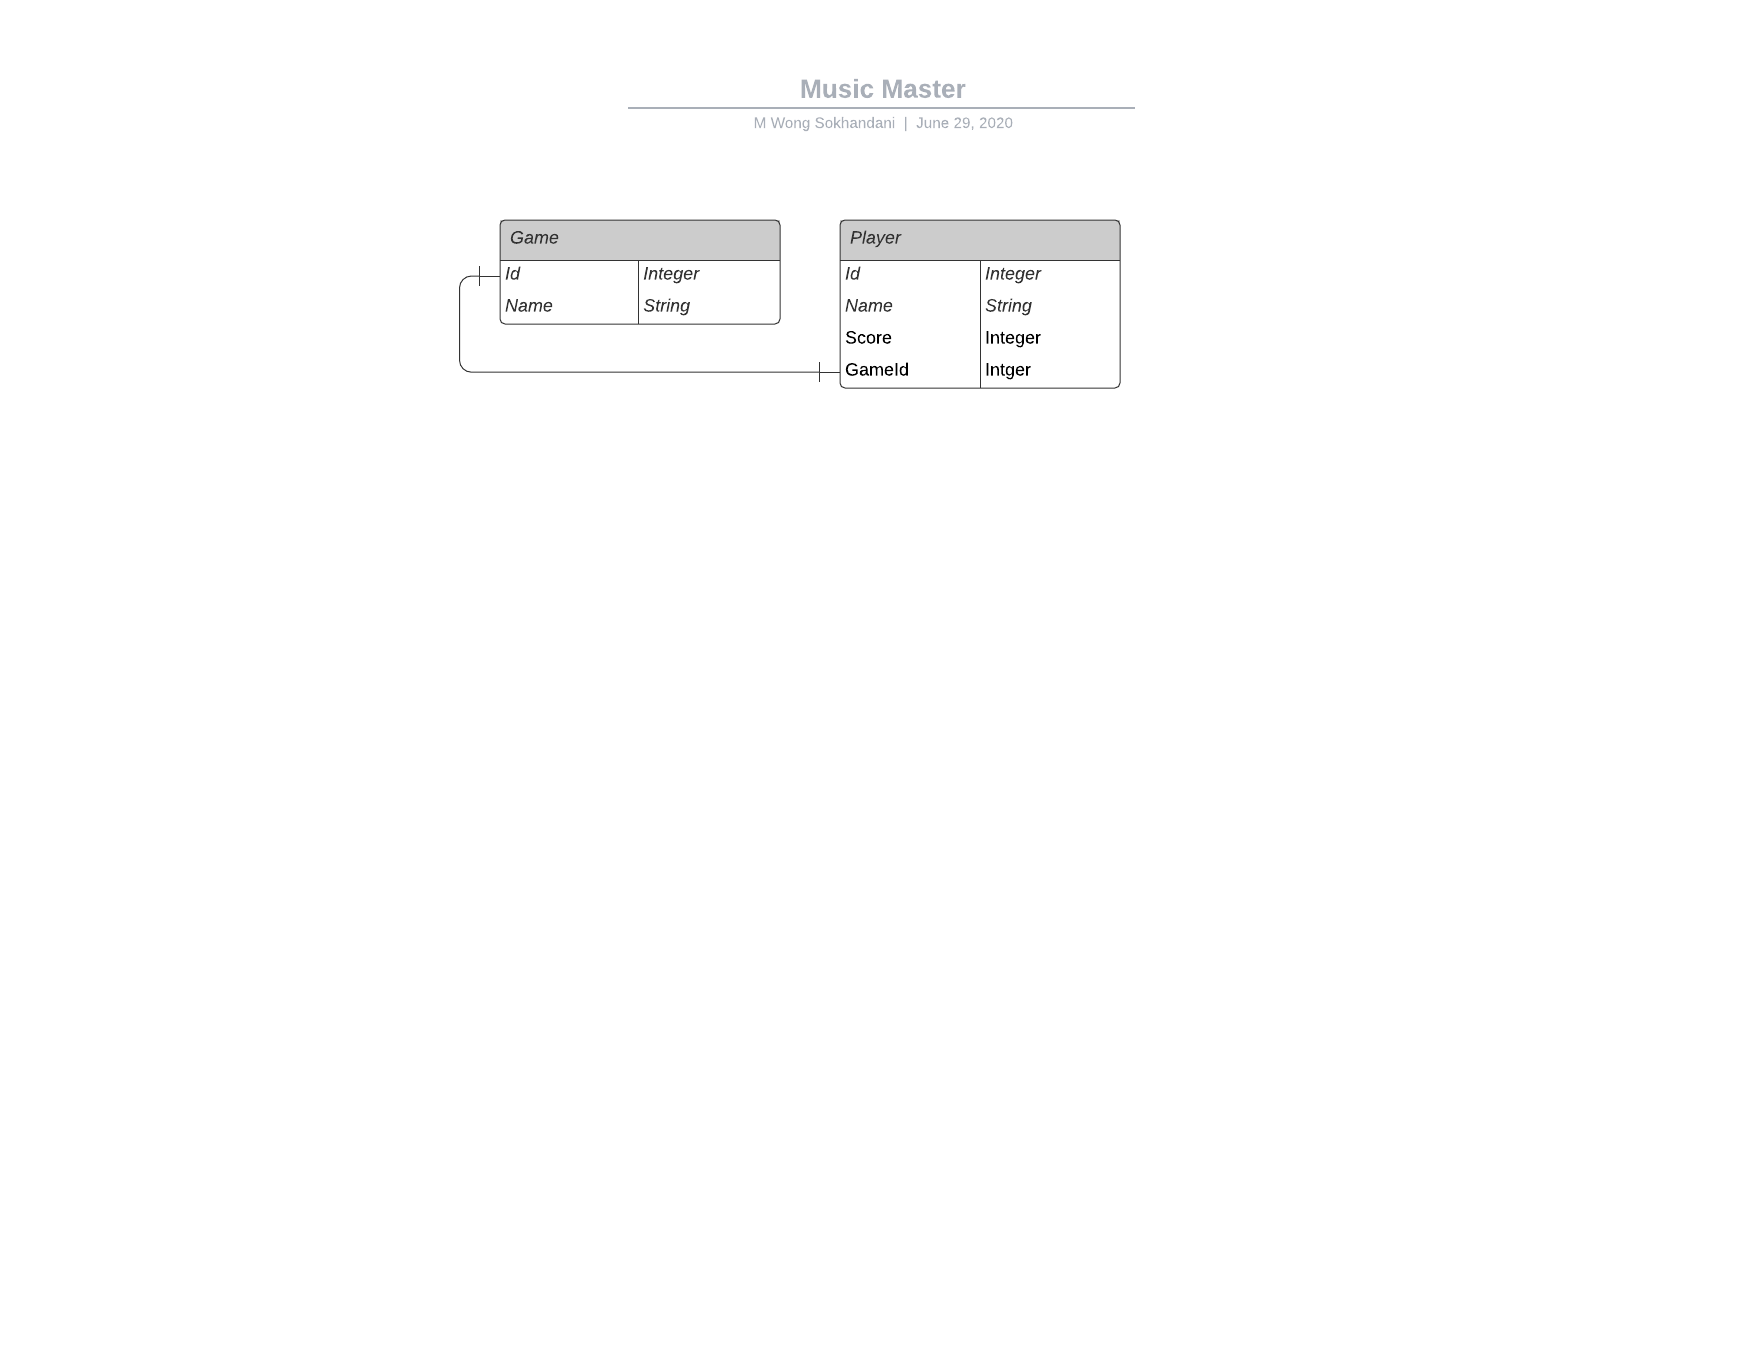 Music Master
M Wong Sokhandani | June 29, 2020
Game
Id Integer
Name String
Player
Id Integer
Name String
Score Integer
GameId Intger